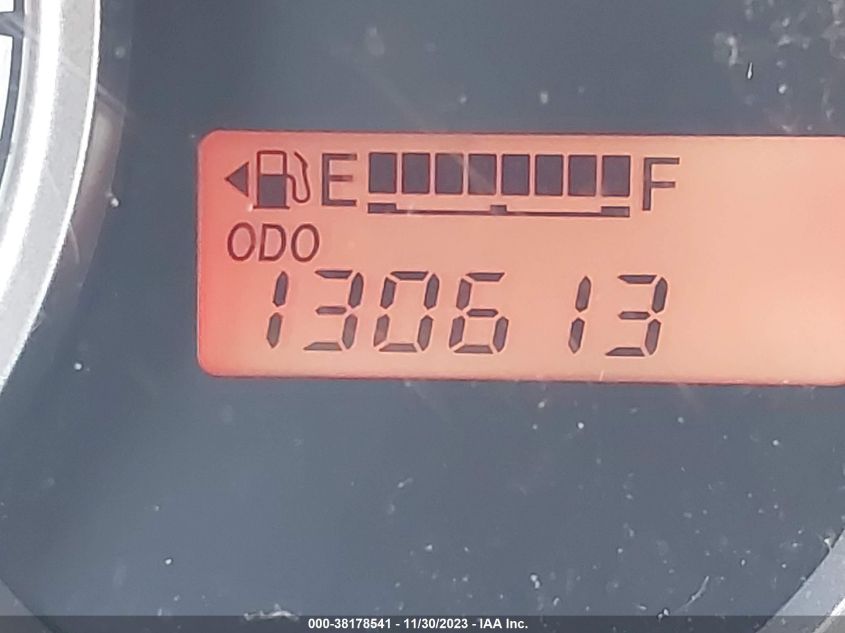 E F
ODO
130613
000-38178541 - 11/30/2023 - IAA Inc.